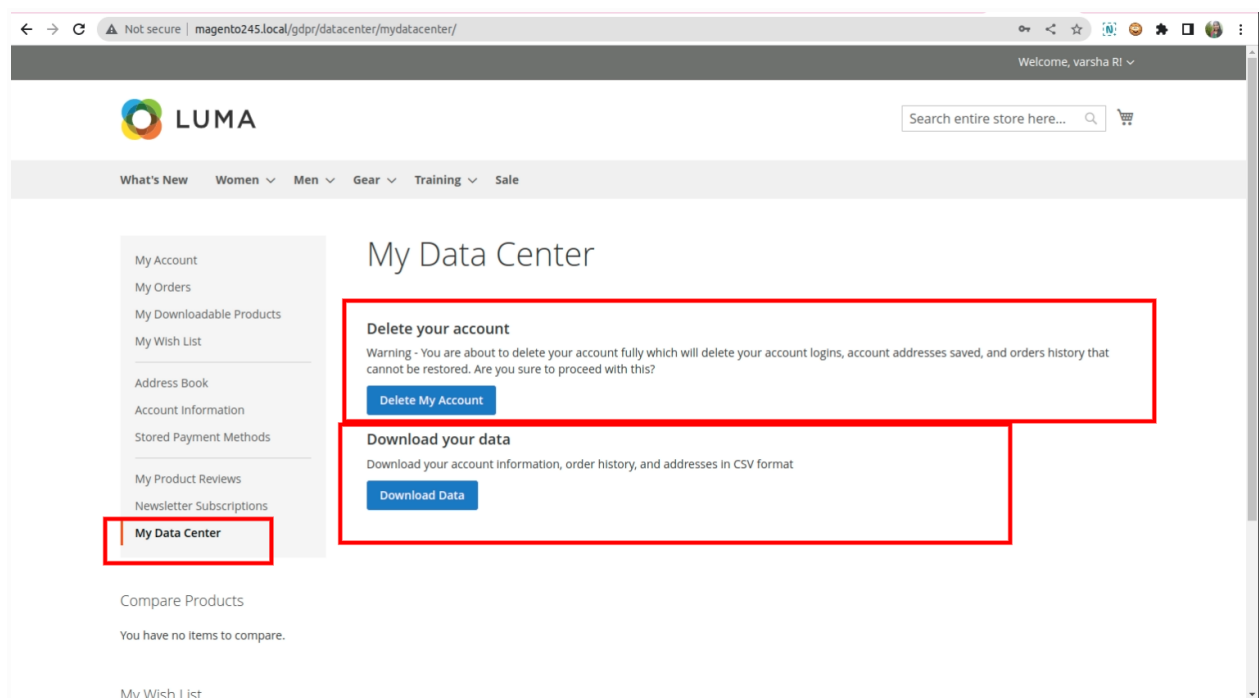 Not secure | magento245.local/gdpr/datacenter/mydatacenter/
Welcome, varsha R!
LUMA
Search entire store here...
What's New Women Men Gear Training Sale
My Account
My Orders
My Downloadable Products
My Wish List
Address Book
Account Information
Stored Payment Methods
My Product Reviews
Newsletter Subscriptions
My Data Center
Compare Products
You have no items to compare.
My Wish List
My Data Center
Delete your account
Warning - You are about to delete your account fully which will delete your account logins, account addresses saved, and orders history that
cannot be restored. Are you sure to proceed with this?
Delete My Account
Download your data
Download your account information, order history, and addresses in CSV format
Download Data